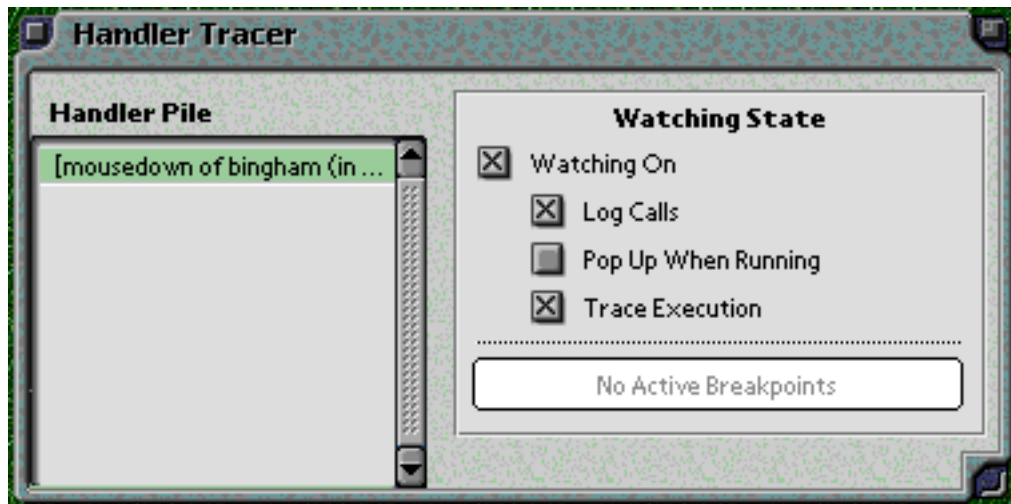 Handler Tracer
Handler Pile
[mousedown of bingham (in ...
Watching State
Watching On
Log Calls
Pop Up When Running
Trace Execution
No Active Breakpoints